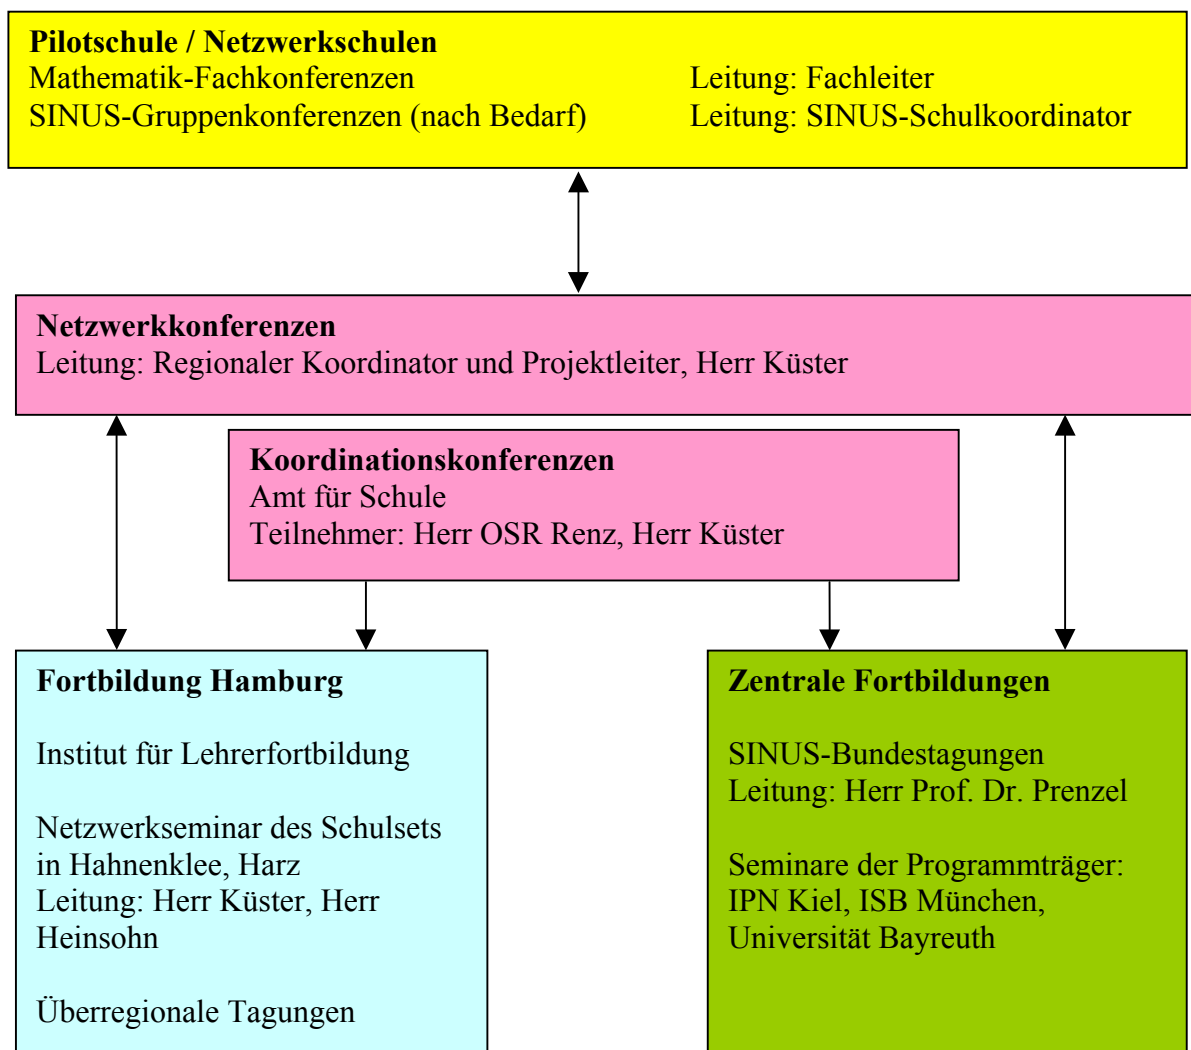 Pilotschule / Netzwerkschulen
Mathematik-Fachkonferenzen Leitung: Fachleiter
SINUS-Gruppenkonferenzen (nach Bedarf) Leitung: SINUS-Schulkoordinator
Netzwerkkonferenzen
Leitung: Regionaler Koordinator und Projektleiter, Herr Küster
Koordinationskonferenzen
Amt für Schule
Teilnehmer: Herr OSR Renz, Herr Küster
Fortbildung Hamburg
Institut für Lehrerfortbildung
Netzwerkseminar des Schulsets
in Hahnenklee, Harz
Leitung: Herr Küster, Herr
Heinsohn
Überregionale Tagungen
Zentrale Fortbildungen
SINUS-Bundestagungen
Leitung: Herr Prof. Dr. Prenzel
Seminare der Programmträger:
IPN Kiel, ISB München,
Universität Bayreuth